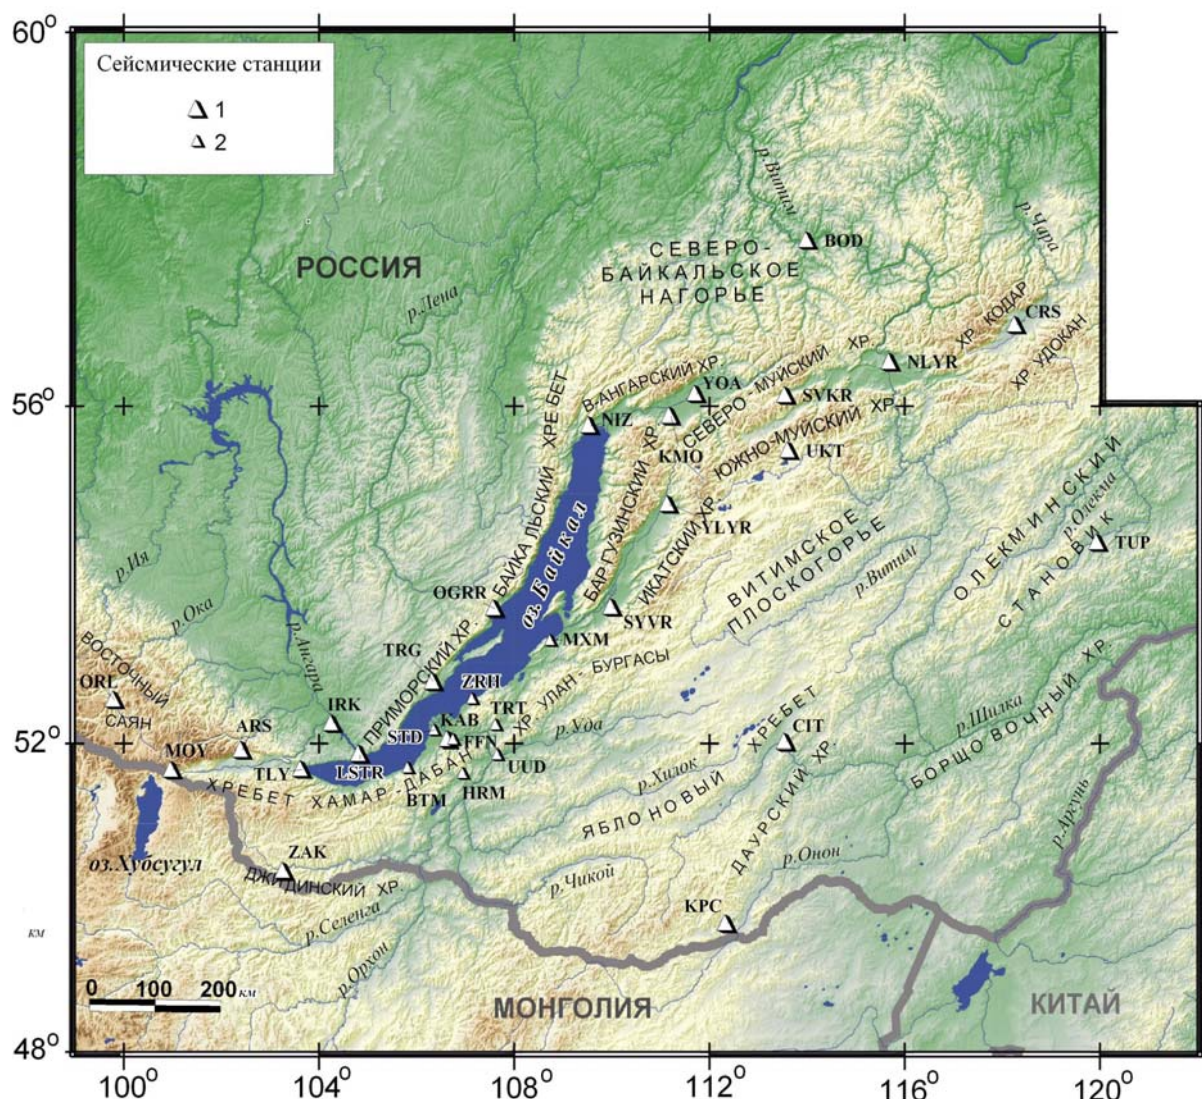 60°
Сейсмические станции
1
2
р.Витим
р.Чара
BOD
СЕВЕРО-
БАЙКАЛЬСКОЕ
НАГОРЬЕ
РОССИЯ
р.Лена
CRS
ХР. КОДАР
ХР УДОКАН
NLYR
СЕВЕРО-МУЙСКИЙ ХР.
В-АНГАРСКИЙ ХР.
YOA
SVKR
56°
NIZ
KMO
ЮЖНО-МУЙСКИЙ ХР.
UKT
БАЙКАЛЬСКИЙ ХРЕБЕТ
БАРГУЗИНСКИЙ ХР.
YLYR
ИКАТСКИЙ ХР.
оз. Байкал
ВИТИМСКОЕ
ПЛОСКОГОРЬЕ
р.Витим
ОЛЕКМИНСКИЙ
СТАНОВИК
р.Олекма
TUP
р.Ия
р.Ока
р.Ангара
OGRR
SYVR
TRG
MXM
ПРИМОРСКИЙ ХР.
ХР. УЛАН-БУРГАСЫ
ВОСТОЧНЫЙ
САЯН
ORL
ZRH
IRK
TRT
р.Уда
ARS
KAB
STD
FFN
CIT
р.Шилка
БОРЩОВОЧНЫЙ ХР.
52°
MOY
TLY
LSTR
UUD
ХРЕБЕТ ХАМАР-ДАБАН
BTM
HRM
р.Хилок
ЯБЛОНОВЫЙ ХРЕБЕТ
ДАУРСКИЙ ХР.
р.Аргунь
оз.Хубсугул
ZAK
ДЖИДИНСКИЙ ХР.
р.Чикой
р.Онон
р.Селенга
KPC
км
р.Орхон
0 100 200 км
МОНГОЛИЯ
КИТАЙ
48°
100° 104° 108° 112° 116° 120°